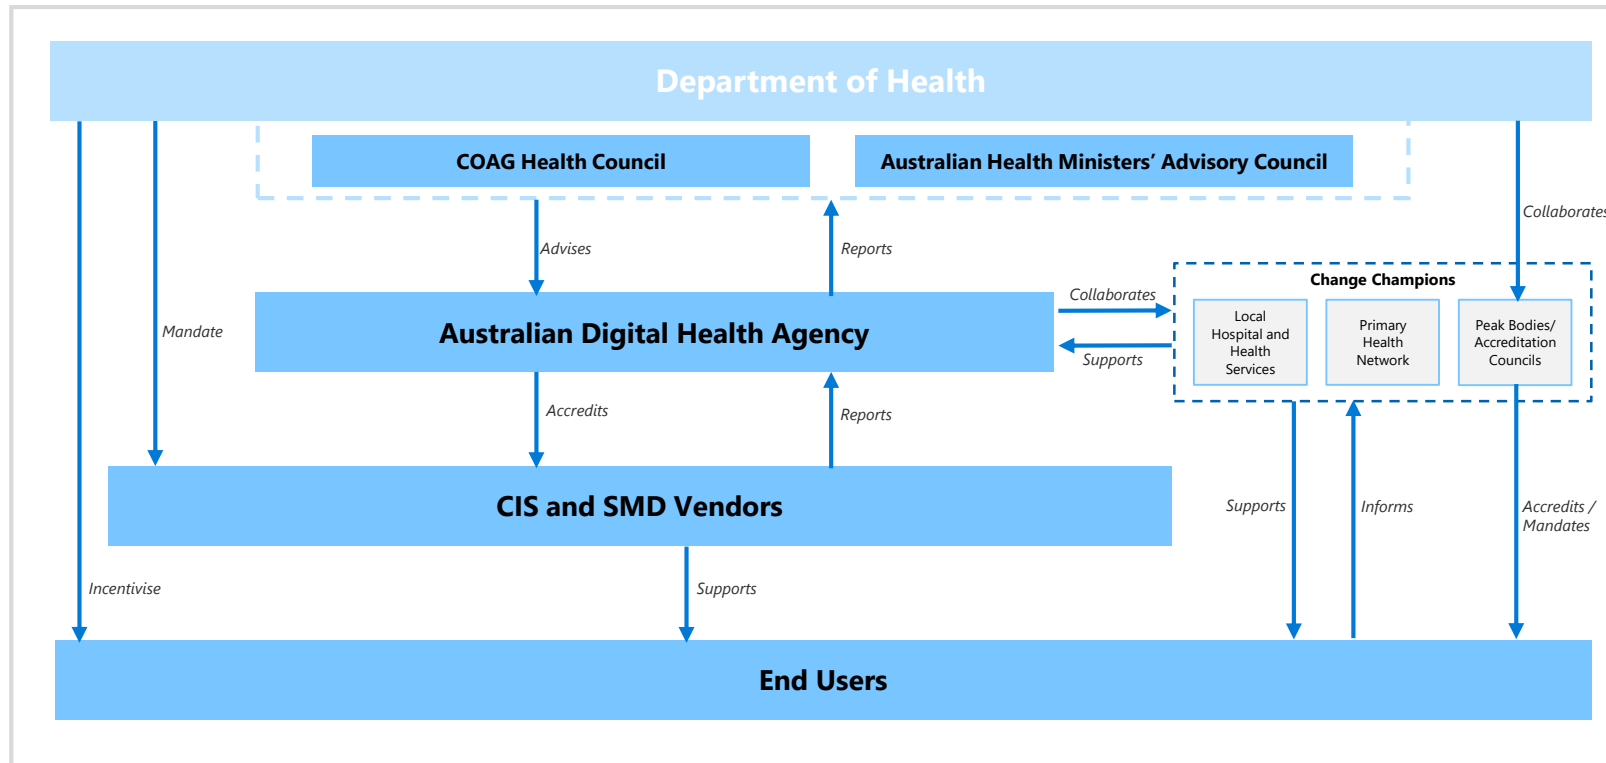 Department of Health
COAG Health Council
Australian Health Ministers’ Advisory Council
Collaborates
Advises
Reports
Change Champions
Collaborates
Local
Hospital and
Health
Services
Primary
Health
Network
Peak Bodies/
Accreditation
Councils
Mandate
Australian Digital Health Agency
Supports
Accredits
Reports
CIS and SMD Vendors
Supports
Informs
Accredits /
Mandates
Incentivise
Supports
End Users